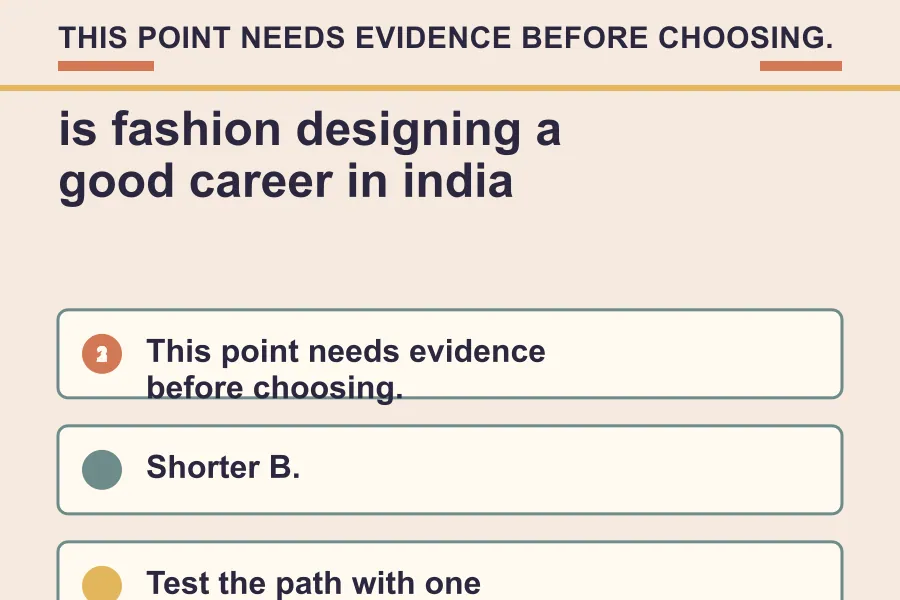 THIS POINT NEEDS EVIDENCE BEFORE CHOOSING.
is fashion designing a
good career in india
This point needs evidence
before choosing.
Shorter B.
Test the path with one